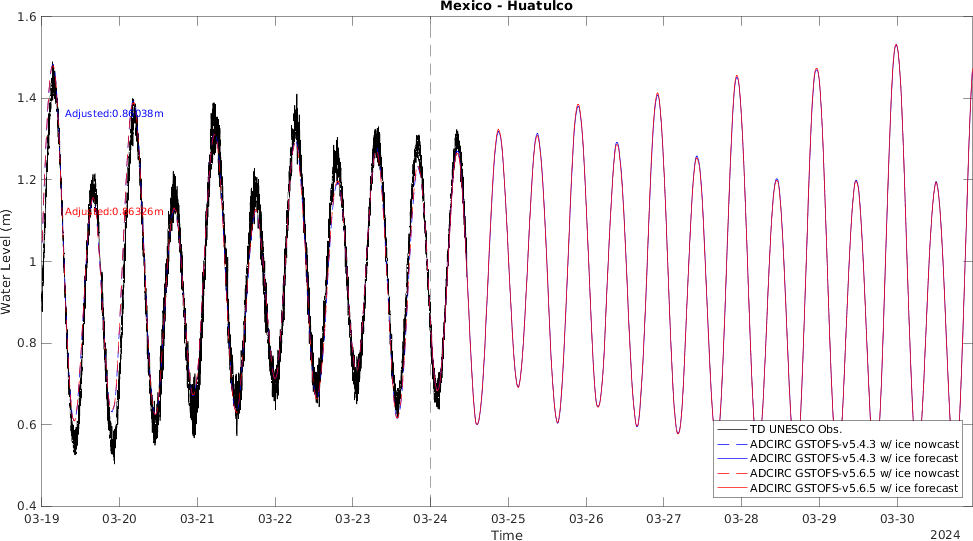 Mexico - Huatulco
1.6
1.4
1.2
1
0.8
0.6
0.4
Water Level (m)
Adjusted:0.86038m
Adjusted:0.86326m
TD UNESCO Obs.
ADCIRC GSTOFS-v5.4.3 w/ ice nowcast
ADCIRC GSTOFS-v5.4.3 w/ ice forecast
ADCIRC GSTOFS-v5.6.5 w/ ice nowcast
ADCIRC GSTOFS-v5.6.5 w/ ice forecast
03-19 03-20 03-21 03-22 03-23 03-24 03-25 03-26 03-27 03-28 03-29 03-30
Time
2024